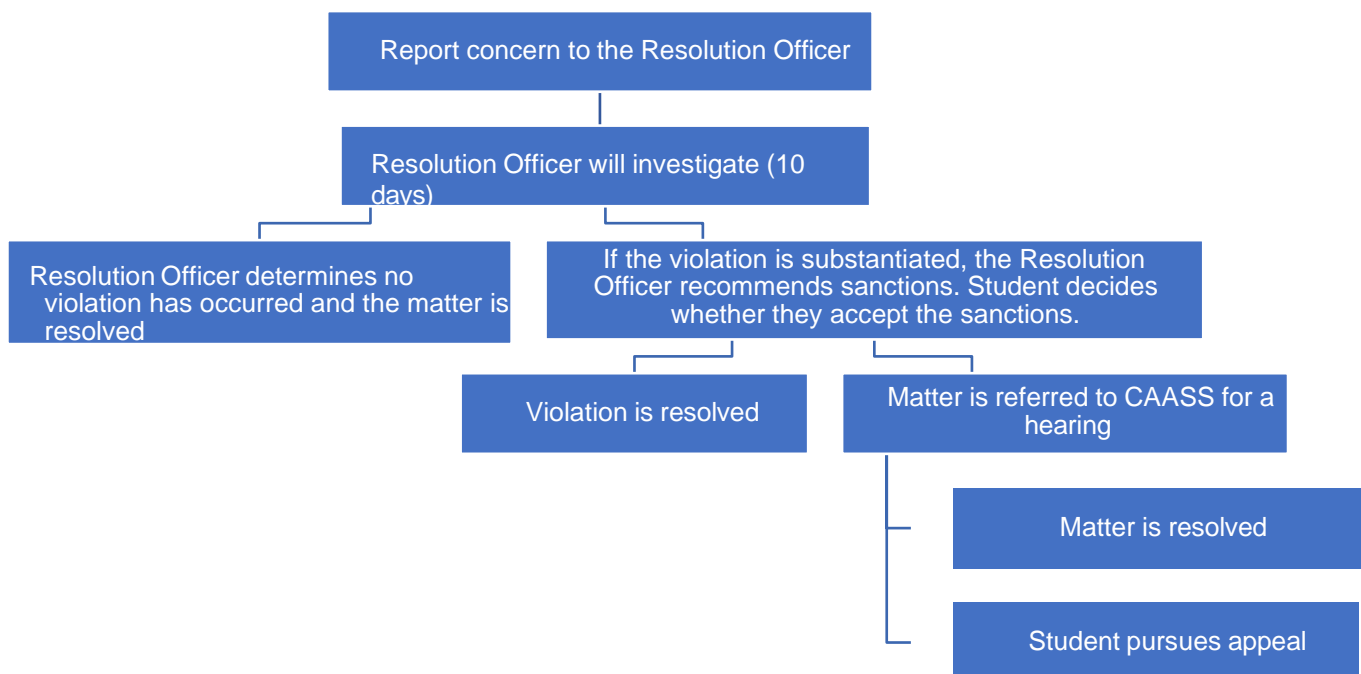 Report concern to the Resolution Officer
Resolution Officer will investigate (10
days)
Resolution Officer determines no
violation has occurred and the matter is
resolved
If the violation is substantiated, the Resolution
Officer recommends sanctions. Student decides
whether they accept the sanctions.
Violation is resolved
Matter is referred to CAASS for a
hearing
Matter is resolved
Student pursues appeal